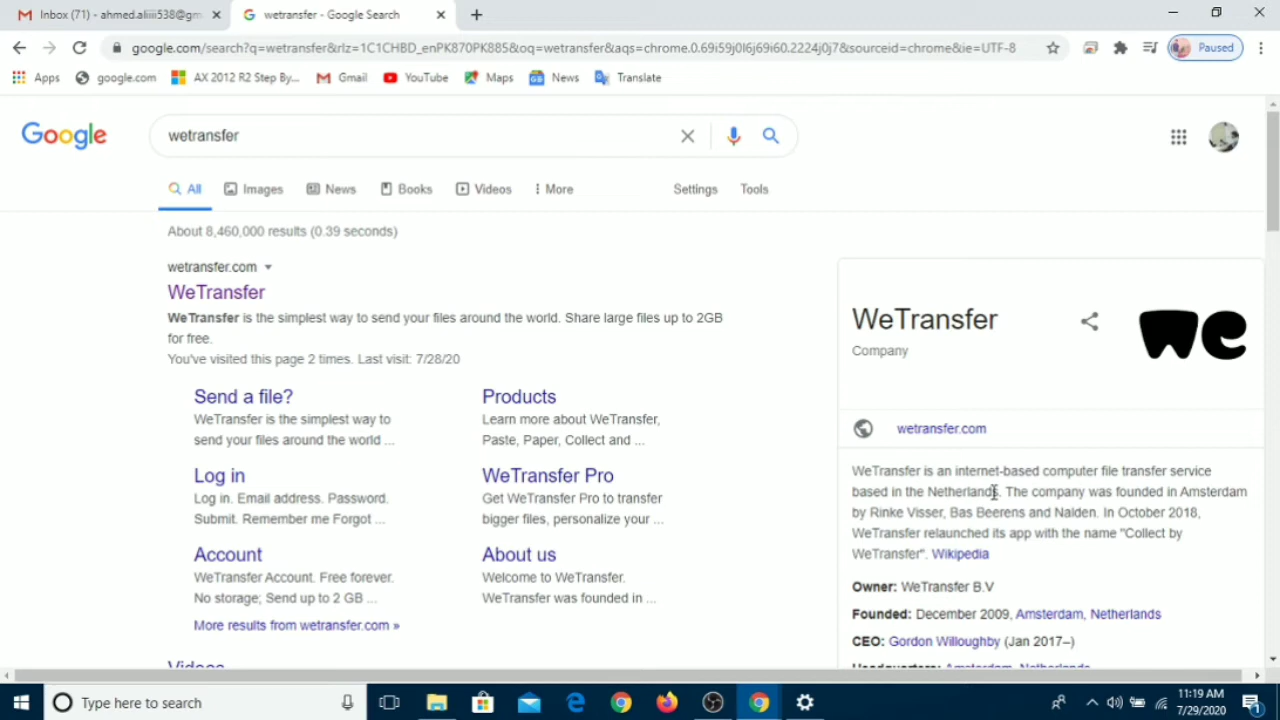 Inbox (71) - ahmed.aliiii538@gm
wetransfer - Google Search
google.com/search?q=wetransfer&rlz=1C1CHBD_enPK870PK885&oq=wetransfer&aqs=chrome.0.69i59j0l6j69i60.2224j0j7&sourceid=chrome&ie=UTF-8
Paused
Apps google.com AX 2012 R2 Step By... Gmail YouTube Maps News Translate
Google
wetransfer
All Images News Books Videos More Settings Tools
About 8,460,000 results (0.39 seconds)
wetransfer.com
WeTransfer
WeTransfer is the simplest way to send your files around the world. Share large files up to 2GB
for free.
You've visited this page 2 times. Last visit: 7/28/20
Send a file?
WeTransfer is the simplest way to
send your files around the world ...
Products
Learn more about WeTransfer,
Paste, Paper, Collect and ...
Log in
Log in. Email address. Password.
Submit. Remember me Forgot ...
WeTransfer Pro
Get WeTransfer Pro to transfer
bigger files, personalize your ...
Account
WeTransfer Account. Free forever.
No storage; Send up to 2 GB ...
About us
Welcome to WeTransfer.
WeTransfer was founded in ...
More results from wetransfer.com »
Videos
WeTransfer
Company
we
wetransfer.com
WeTransfer is an internet-based computer file transfer service
based in the Netherlands. The company was founded in Amsterdam
by Rinke Visser, Bas Beerens and Nalden. In October 2018,
WeTransfer relaunched its app with the name "Collect by
WeTransfer". Wikipedia
Owner: WeTransfer B.V
Founded: December 2009, Amsterdam, Netherlands
CEO: Gordon Willoughby (Jan 2017–)
Headquarters: Amsterdam, Netherlands
Type here to search
11:19 AM
7/29/2020
1